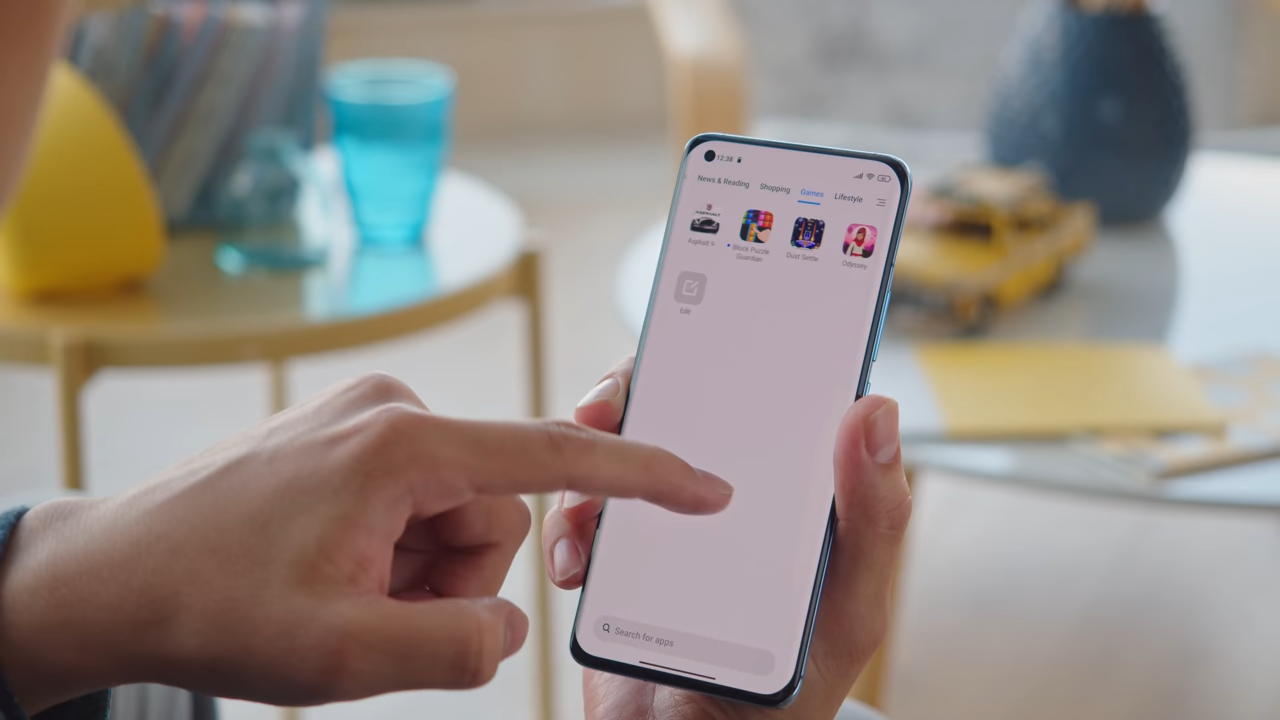 12:38
News & Reading Shopping Games Lifestyle
ASPHALT
Asphalt 9
Block Puzzle
Guardian
Dust Settle
Odyssey
Edit
Search for apps